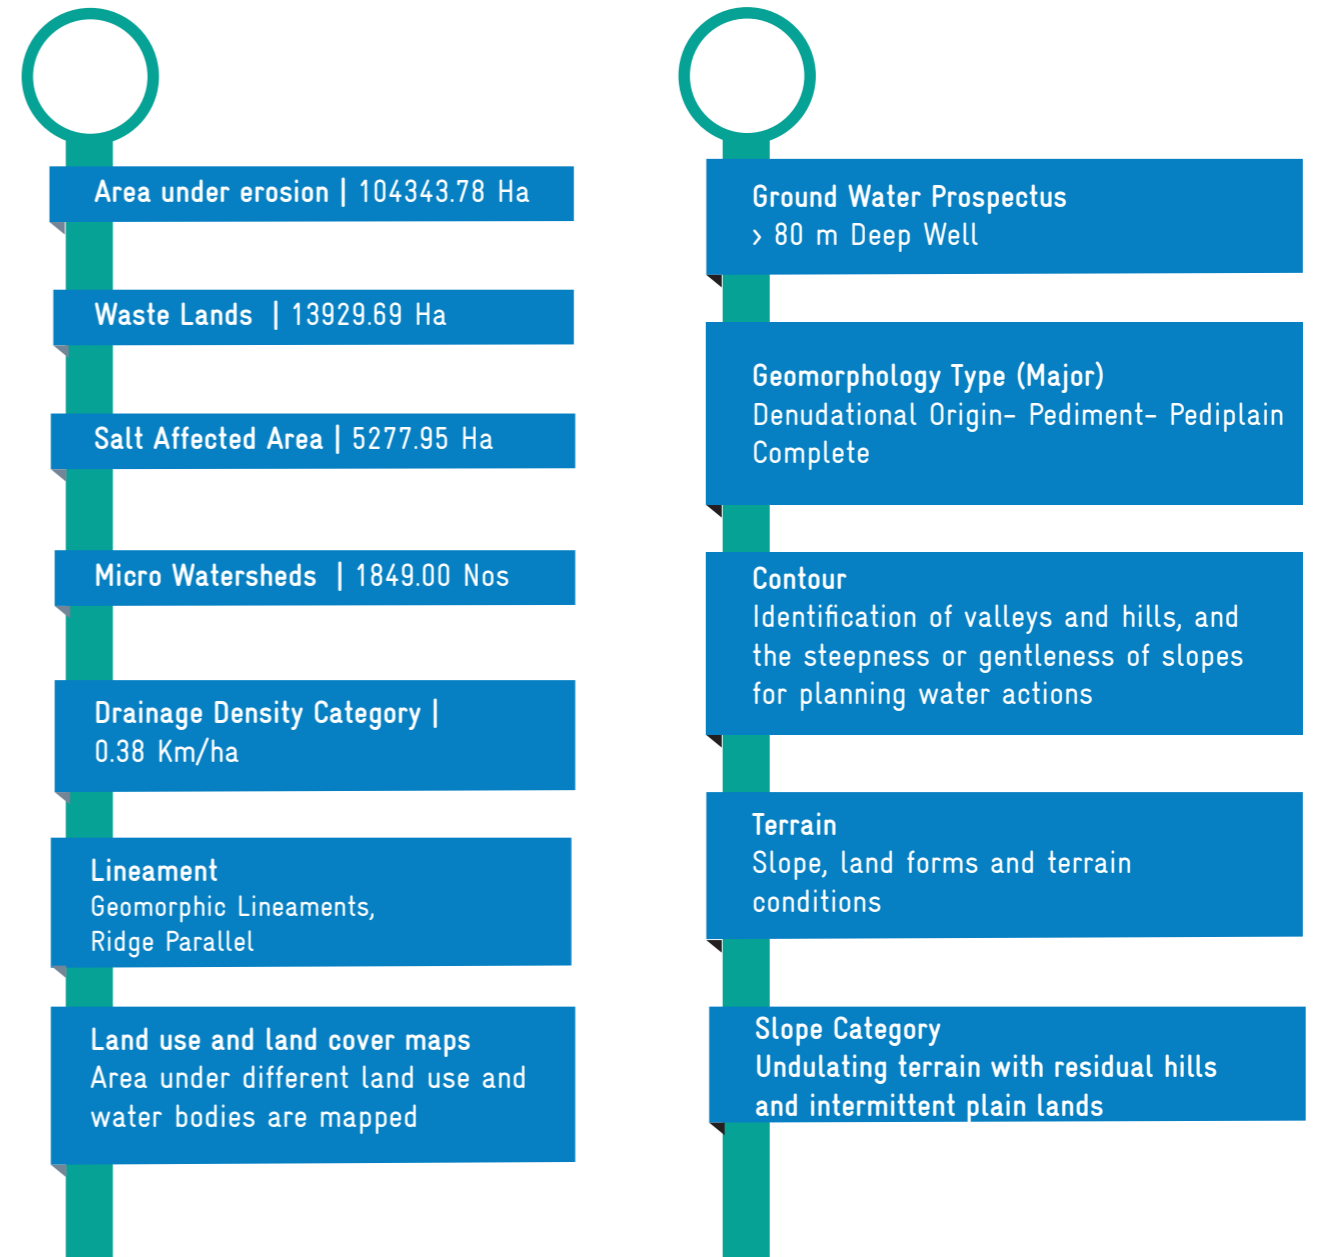 Area under erosion | 104343.78 Ha
Waste Lands | 13929.69 Ha
Salt Affected Area | 5277.95 Ha
Micro Watersheds | 1849.00 Nos
Drainage Density Category |
0.38 Km/ha
Lineament
Geomorphic Lineaments,
Ridge Parallel
Land use and land cover maps
Area under different land use and
water bodies are mapped
Ground Water Prospectus
> 80 m Deep Well
Geomorphology Type (Major)
Denudational Origin- Pediment- Pediplain
Complete
Contour
Identification of valleys and hills, and
the steepness or gentleness of slopes
for planning water actions
Terrain
Slope, land forms and terrain
conditions
Slope Category
Undulating terrain with residual hills
and intermittent plain lands